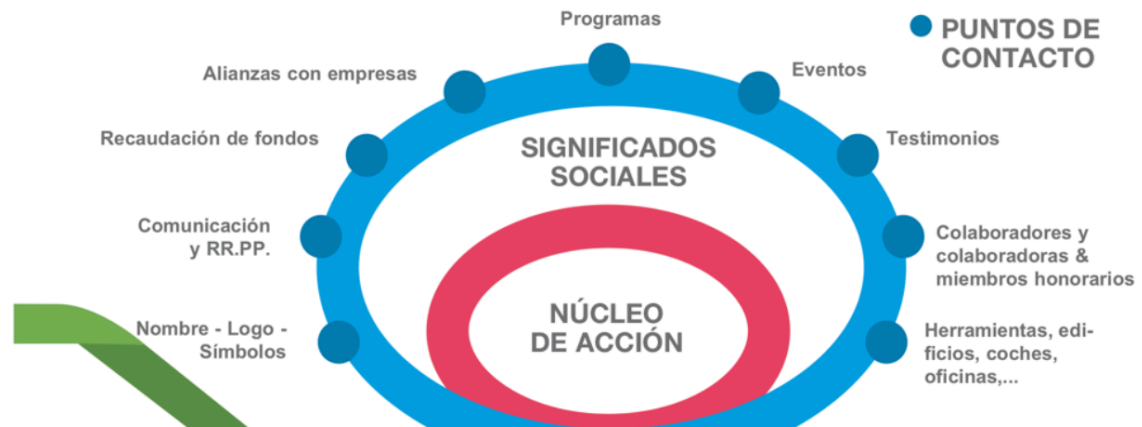 Programas
PUNTOS DE
CONTACTO
Alianzas con empresas
Eventos
Recaudación de fondos
Testimonios
SIGNIFICADOS
SOCIALES
Comunicación
y RR.PP.
Colaboradores y
colaboradoras &
miembros honorarios
NÚCLEO
DE ACCIÓN
Nombre - Logo -
Símbolos
Herramientas, edi-
ficios, coches,
oficinas,...